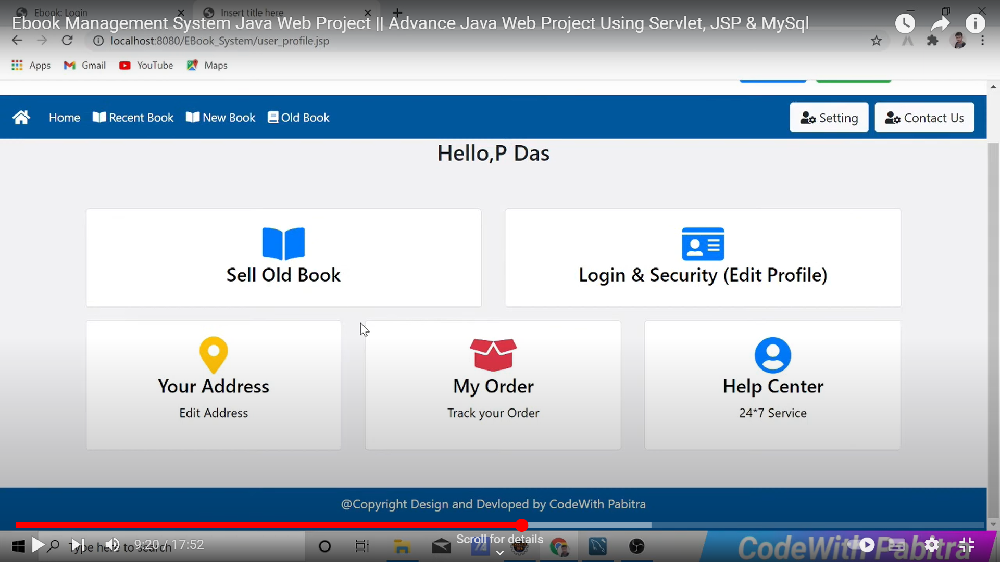 Ebook: Login
Insert title here
Ebook Management System Java Web Project || Advance Java Web Project Using Servlet, JSP & MySql
localhost:8080/EBook_System/user_profile.jsp
Apps Gmail YouTube Maps
Home Recent Book New Book Old Book Setting Contact Us
Hello,P Das
Sell Old Book
Login & Security (Edit Profile)
Your Address
Edit Address
My Order
Track your Order
Help Center
24*7 Service
@Copyright Design and Devloped by CodeWith Pabitra
Scroll for details
Type here to search
9:20 / 17:52
CodeWith Pabitra